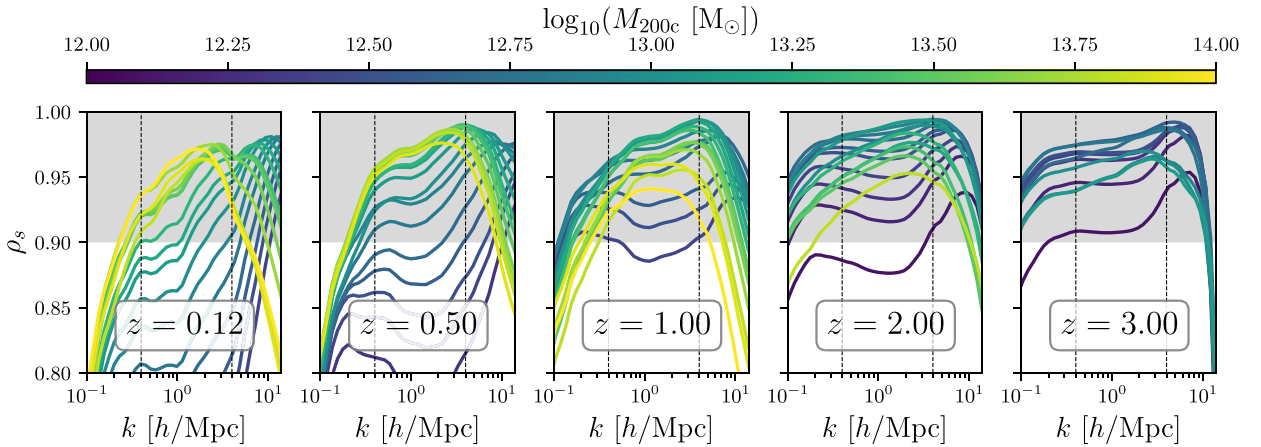 log₁₀(M₂₀₀c [M⊙])
12.00 12.25 12.50 12.75 13.00 13.25 13.50 13.75 14.00
1.00
0.95
0.90
0.85
0.80
ρₛ
z = 0.12 z = 0.50 z = 1.00 z = 2.00 z = 3.00
10⁻¹ 10⁰ 10¹ 10⁻¹ 10⁰ 10¹ 10⁻¹ 10⁰ 10¹ 10⁻¹ 10⁰ 10¹ 10⁻¹ 10⁰ 10¹
k [h/Mpc] k [h/Mpc] k [h/Mpc] k [h/Mpc] k [h/Mpc]